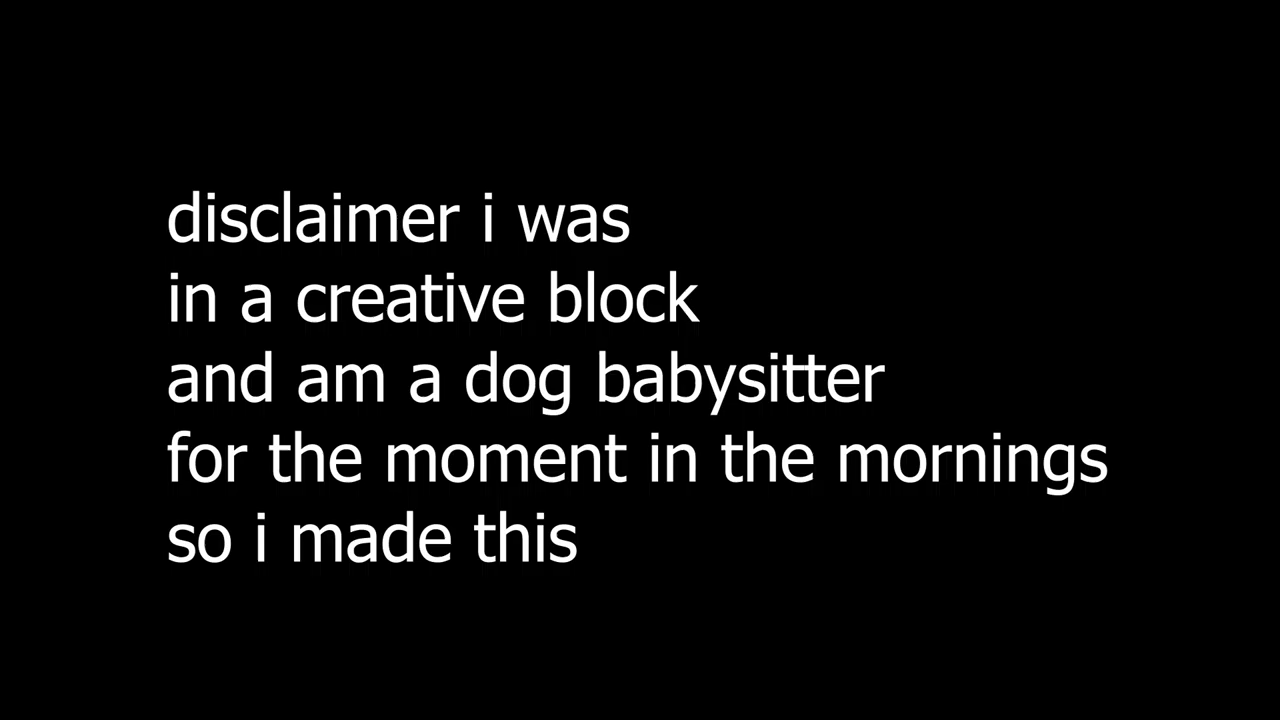 disclaimer i was
in a creative block
and am a dog babysitter
for the moment in the mornings
so i made this